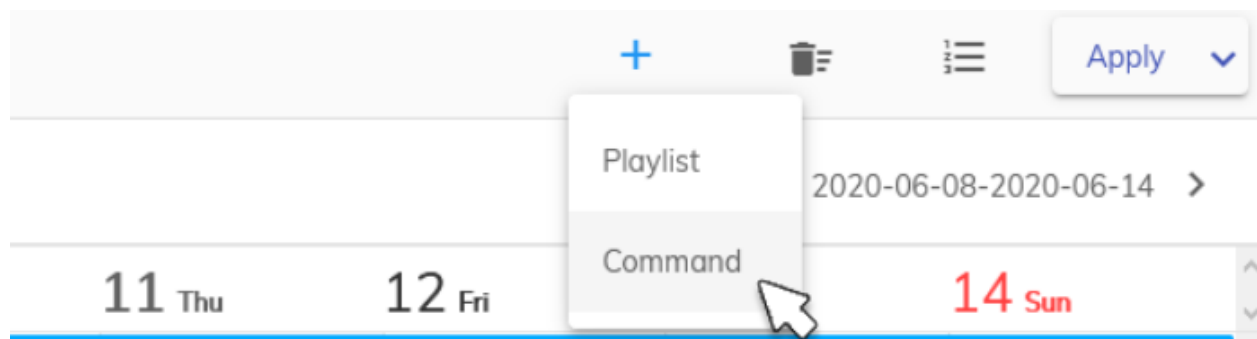 Apply
Playlist
2020-06-08-2020-06-14
Command
11 Thu
12 Fri
14 Sun